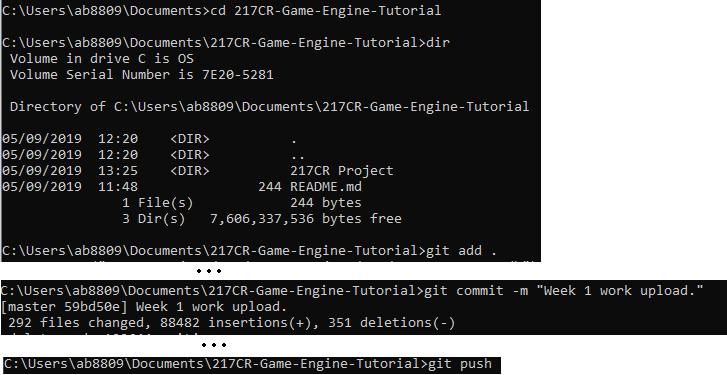 C:\Users\ab8809\Documents>cd 217CR-Game-Engine-Tutorial
C:\Users\ab8809\Documents\217CR-Game-Engine-Tutorial>dir
Volume in drive C is OS
Volume Serial Number is 7E20-5281
Directory of C:\Users\ab8809\Documents\217CR-Game-Engine-Tutorial
05/09/2019  12:20    <DIR>          .
05/09/2019  12:20    <DIR>          ..
05/09/2019  13:25    <DIR>          217CR Project
05/09/2019  11:48               244 README.md
1 File(s)            244 bytes
3 Dir(s)   7,606,337,536 bytes free
C:\Users\ab8809\Documents\217CR-Game-Engine-Tutorial>git add .
...
C:\Users\ab8809\Documents\217CR-Game-Engine-Tutorial>git commit -m "Week 1 work upload."
[master 59bd50e] Week 1 work upload.
292 files changed, 88482 insertions(+), 351 deletions(-)
...
C:\Users\ab8809\Documents\217CR-Game-Engine-Tutorial>git push